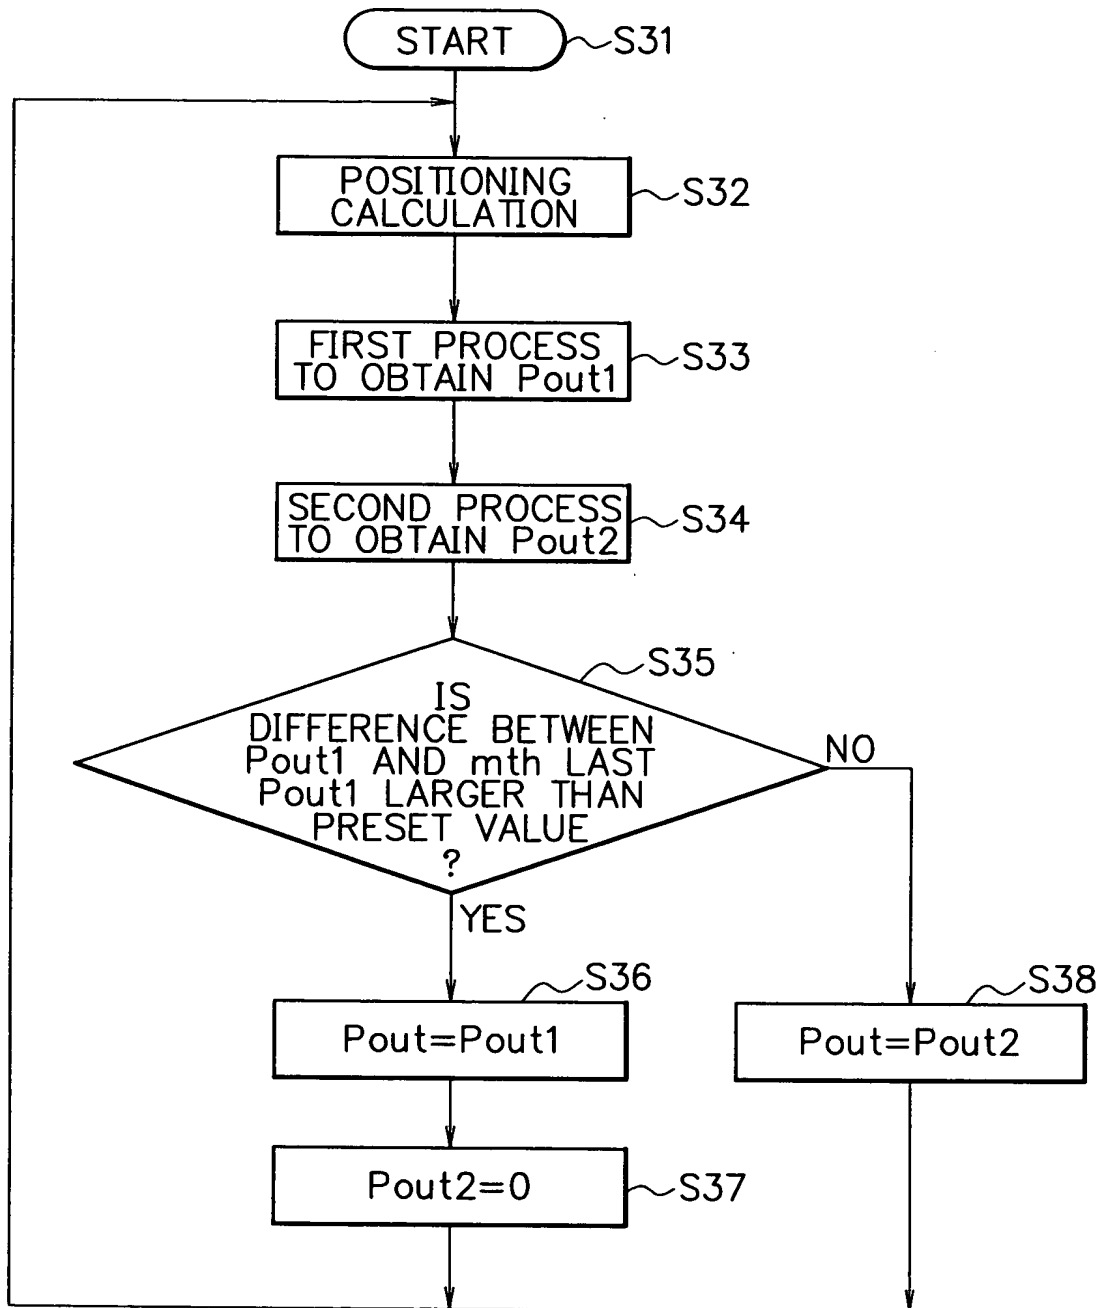 START
S31
POSITIONING
CALCULATION
S32
FIRST PROCESS
TO OBTAIN Pout1
S33
SECOND PROCESS
TO OBTAIN Pout2
S34
S35
IS
DIFFERENCE BETWEEN
Pout1 AND mth LAST
Pout1 LARGER THAN
PRESET VALUE
?
NO
YES
S36
Pout=Pout1
S38
Pout=Pout2
Pout2=0
S37